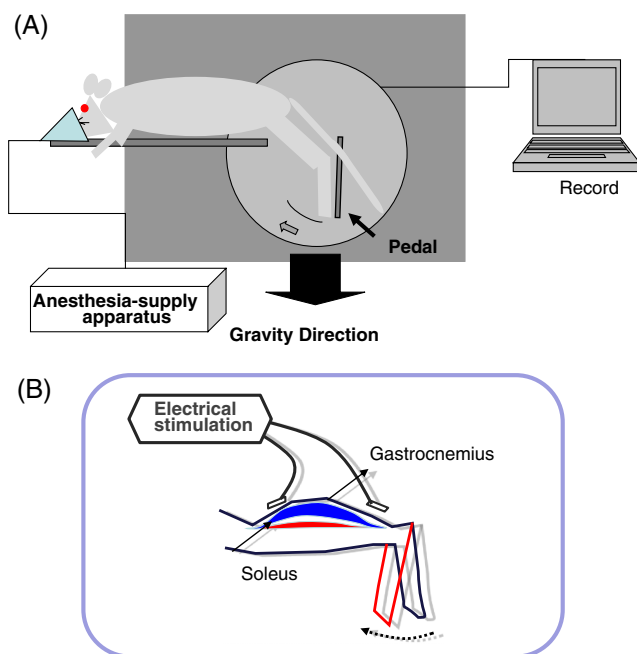 (A)
Record
Pedal
Anesthesia-supply
apparatus
Gravity Direction
(B)
Electrical
stimulation
Gastrocnemius
Soleus